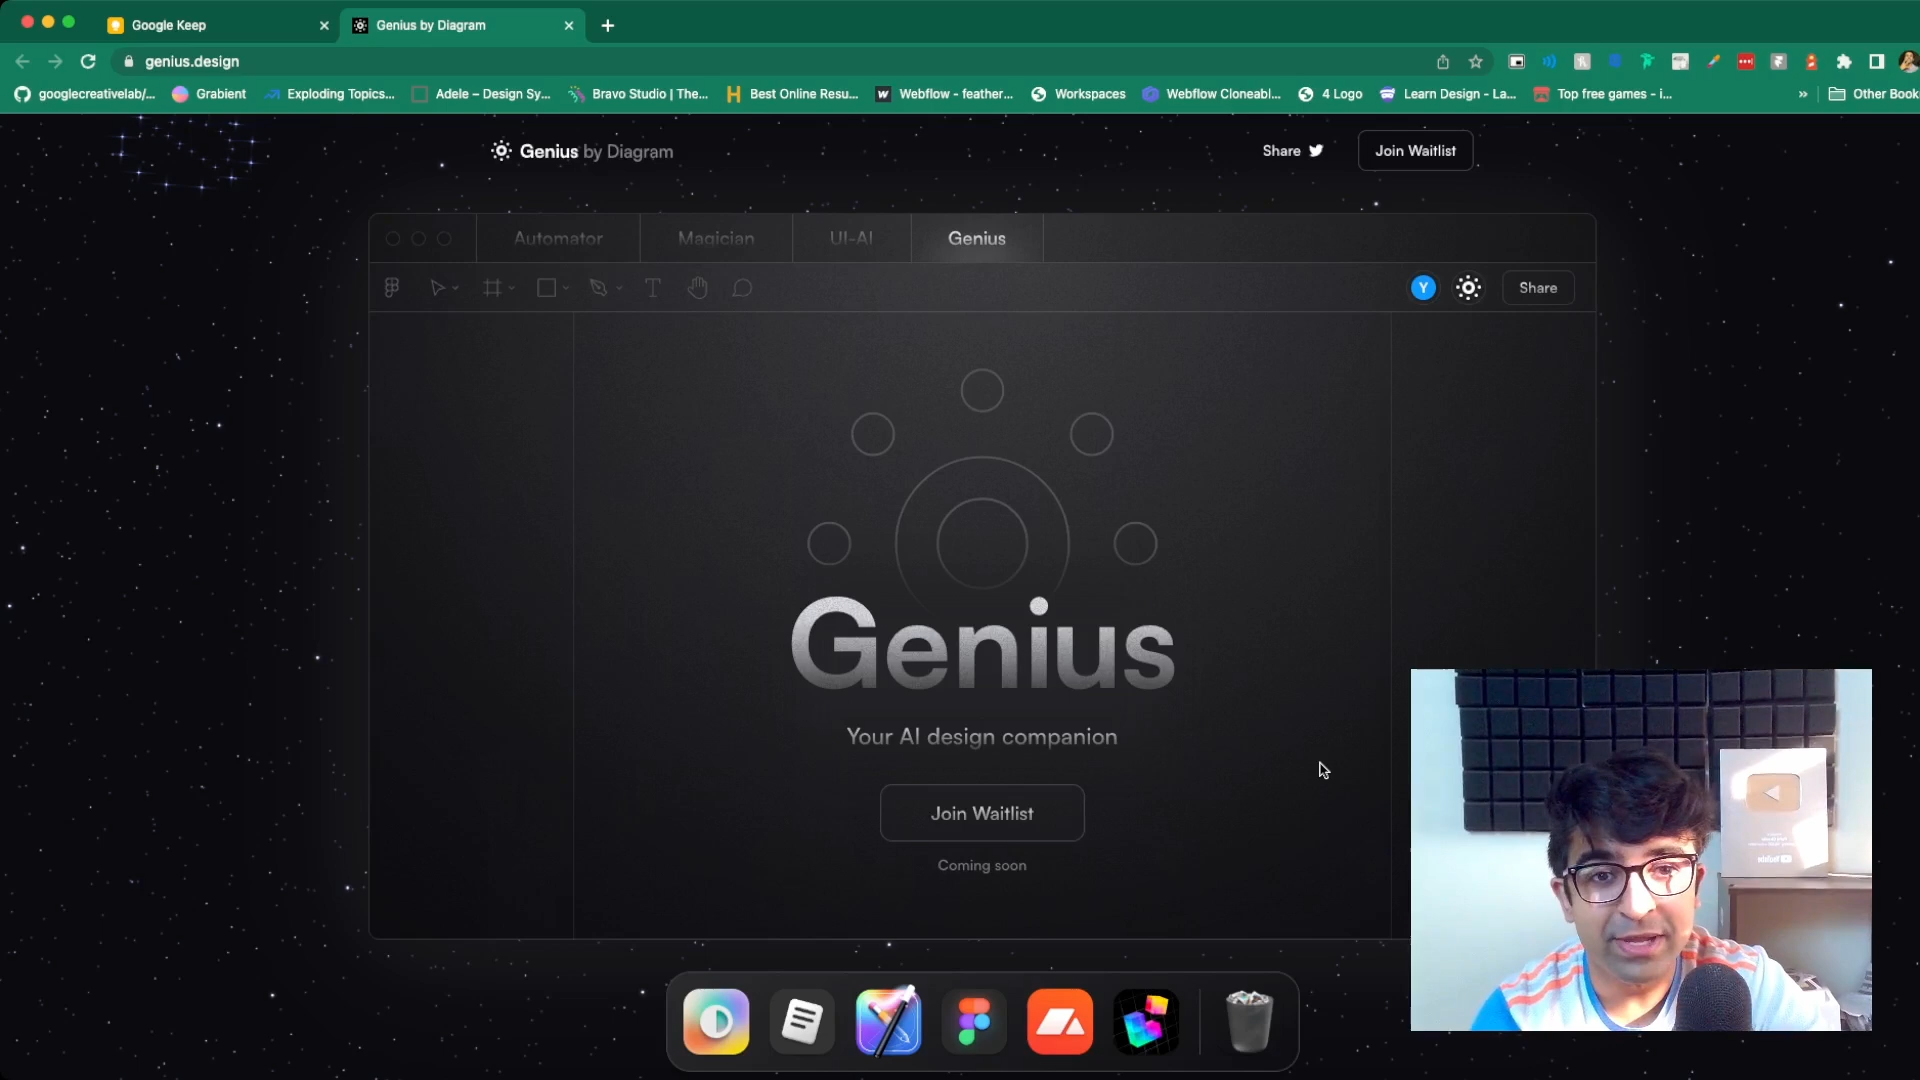 Google Keep
Genius by Diagram
genius.design
googlecreativelab/...
Grabient
Exploding Topics...
Adele – Design Sy...
Bravo Studio | The...
Best Online Resu...
Webflow - feather...
Workspaces
Webflow Cloneabl...
4 Logo
Learn Design - La...
Top free games - i...
»
Other Book
Genius by Diagram
Share
Join Waitlist
Automator
Magician
UI-AI
Genius
Y
Share
Genius
Your AI design companion
Join Waitlist
Coming soon